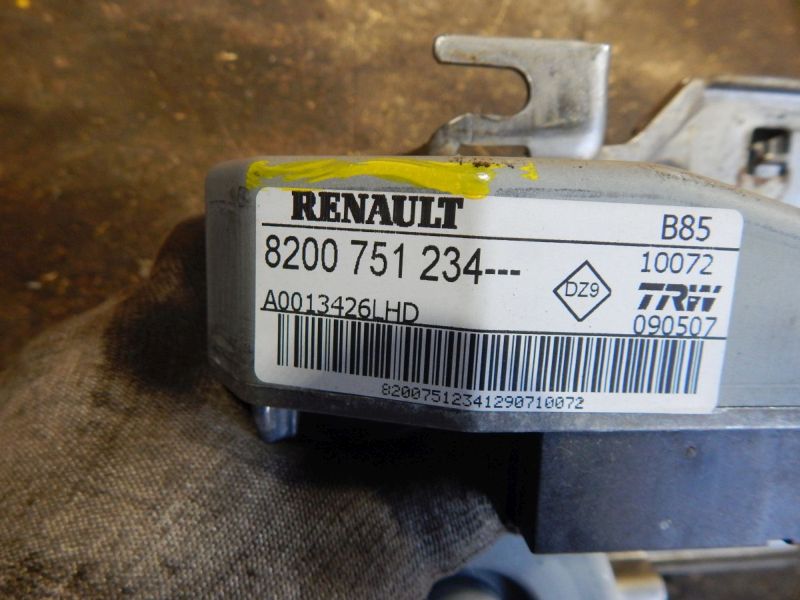 RENAULT
B85
8200 751 234---
10072
DZ9
TRW
A0013426LHD
090507
82007512341290710072